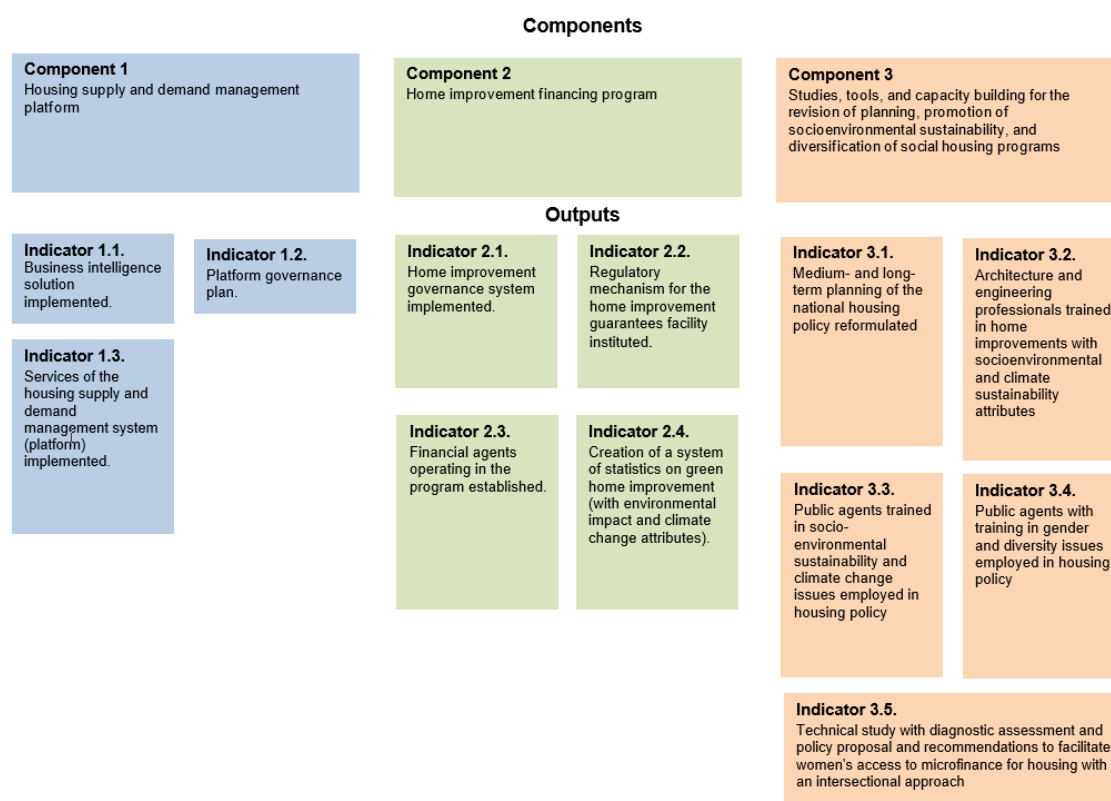 Components
Component 1
Housing supply and demand management
platform
Component 2
Home improvement financing program
Component 3
Studies, tools, and capacity building for the
revision of planning, promotion of
socioenvironmental sustainability, and
diversification of social housing programs
Outputs
Indicator 1.1.
Business intelligence
solution
implemented.
Indicator 1.2.
Platform governance
plan.
Indicator 1.3.
Services of the
housing supply and
demand
management system
(platform)
implemented.
Indicator 2.1.
Home improvement
governance system
implemented.
Indicator 2.2.
Regulatory
mechanism for the
home improvement
guarantees facility
instituted.
Indicator 2.3.
Financial agents
operating in the
program established.
Indicator 2.4.
Creation of a system
of statistics on green
home improvement
(with environmental
impact and climate
change attributes).
Indicator 3.1.
Medium- and long-
term planning of the
national housing
policy reformulated
Indicator 3.2.
Architecture and
engineering
professionals trained
in home
improvements with
socioenvironmental
and climate
sustainability
attributes
Indicator 3.3.
Public agents trained
in socio-
environmental
sustainability and
climate change
issues employed in
housing policy
Indicator 3.4.
Public agents with
training in gender
and diversity issues
employed in housing
policy
Indicator 3.5.
Technical study with diagnostic assessment and
policy proposal and recommendations to facilitate
women's access to microfinance for housing with
an intersectional approach